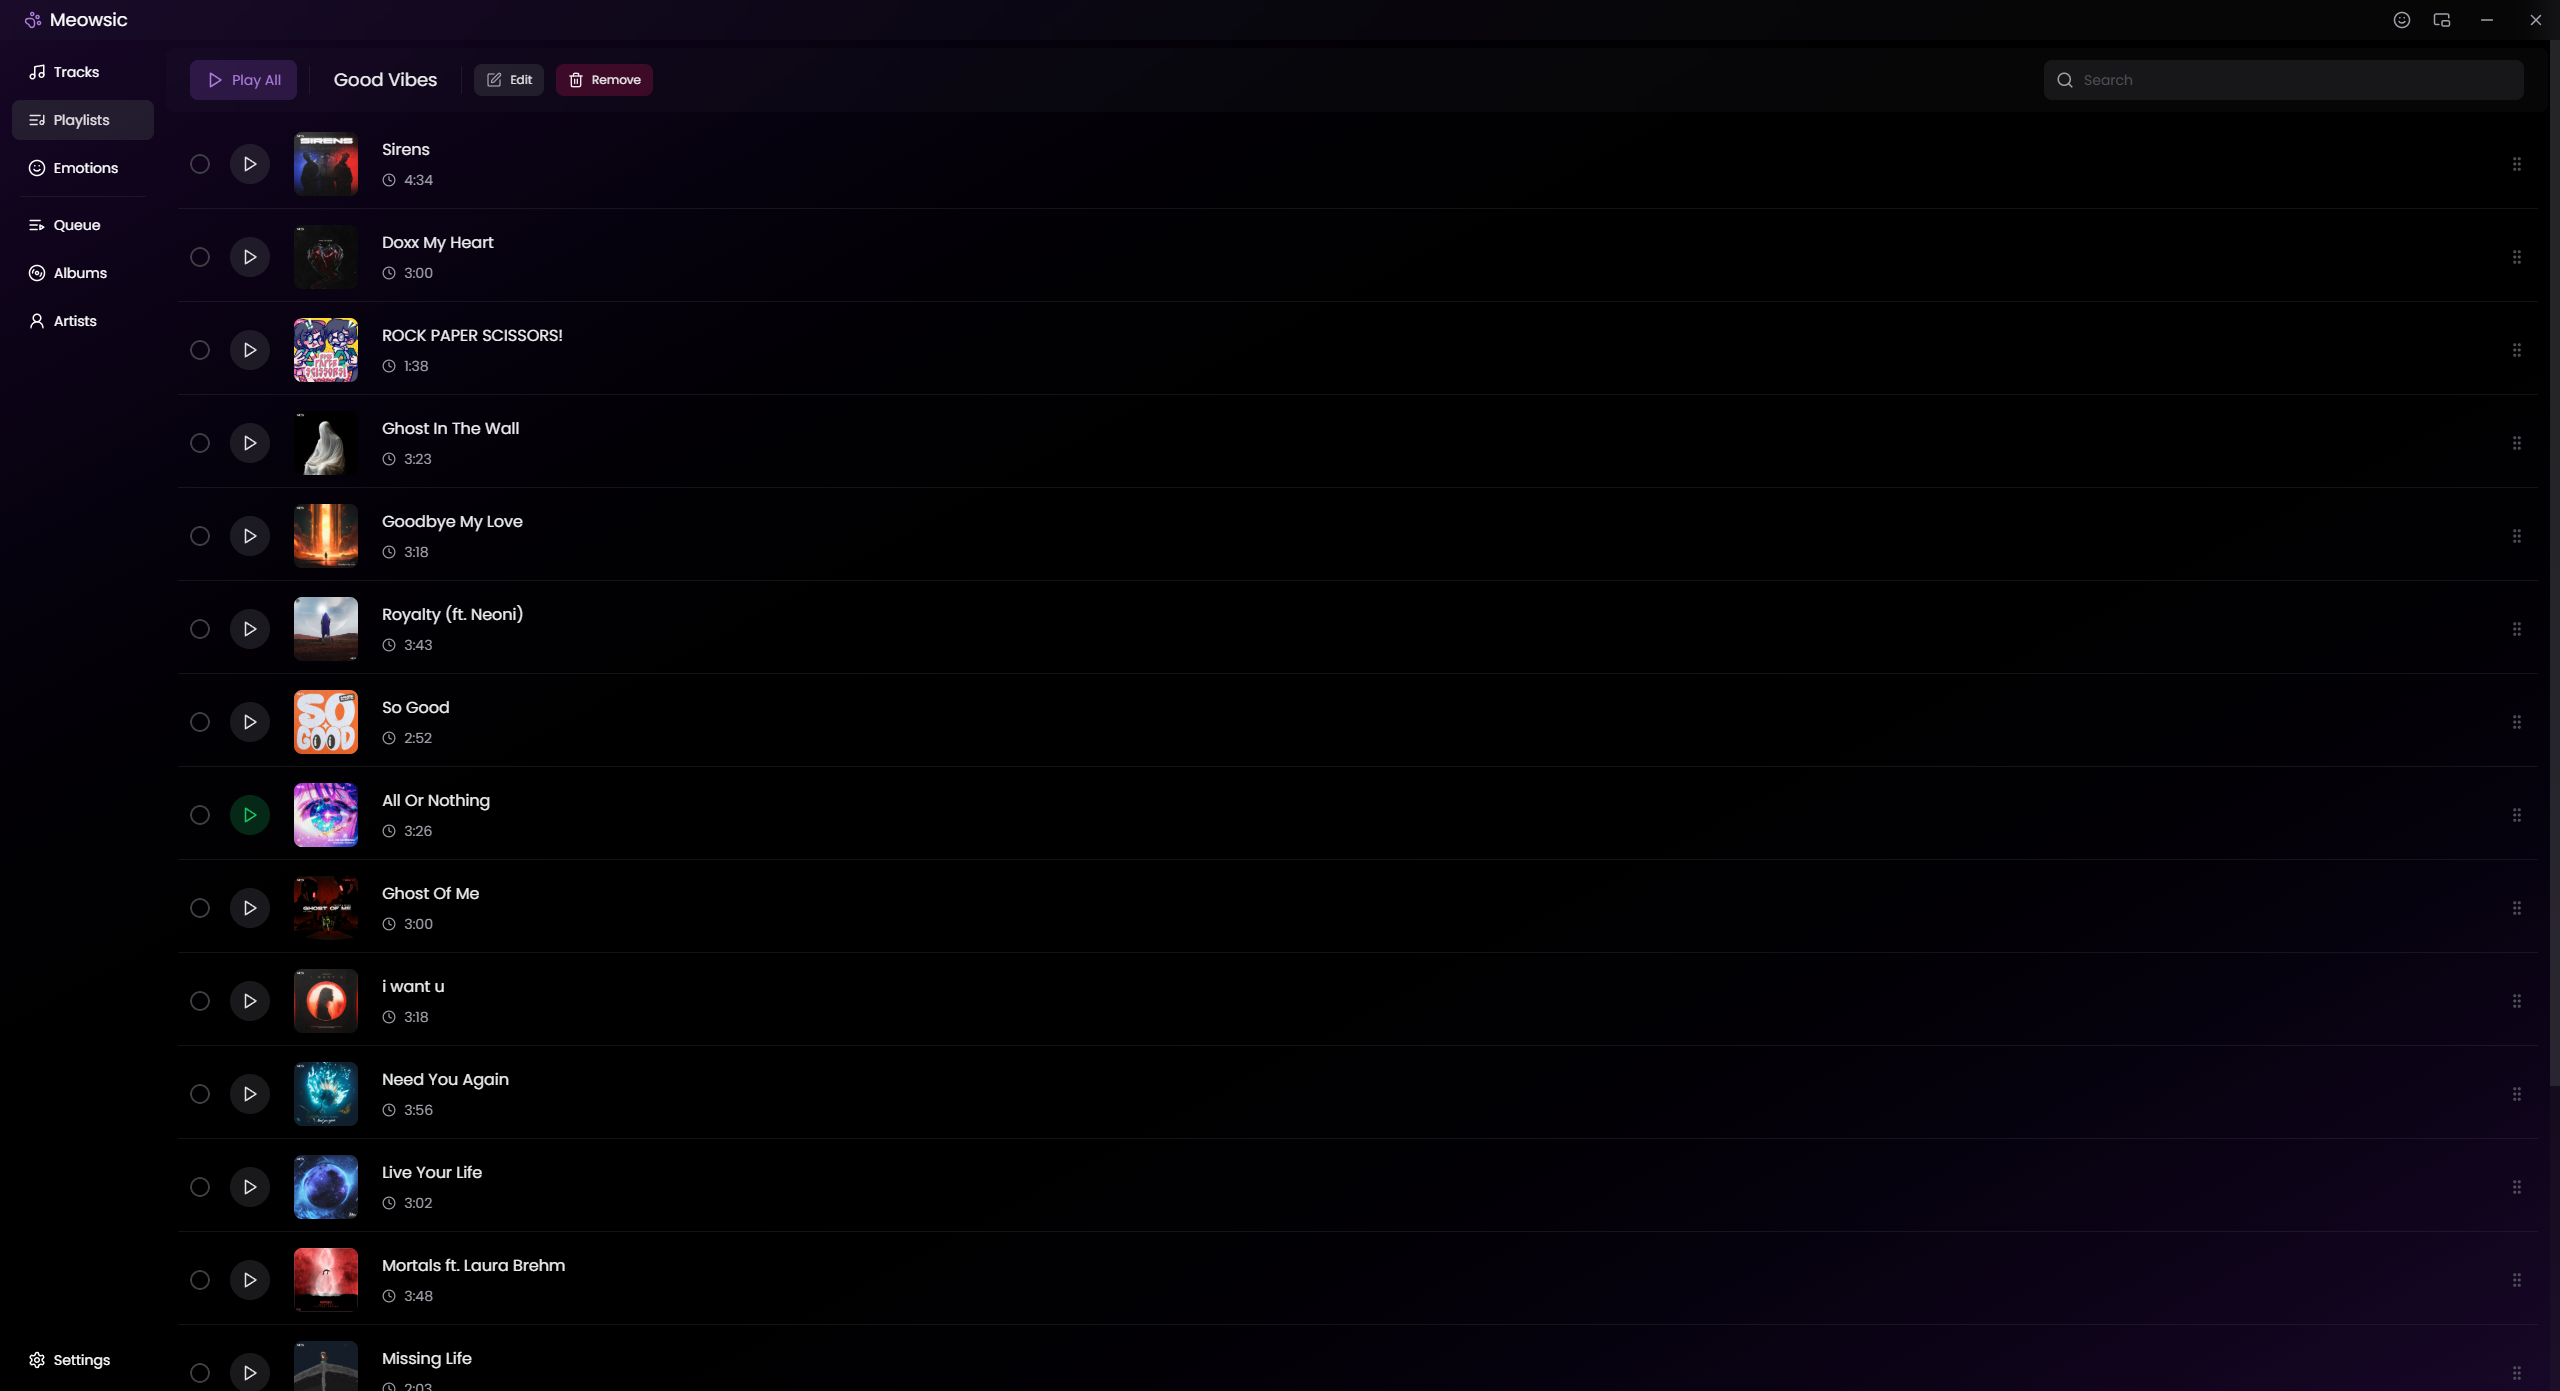 Meowsic
Tracks
Playlists
Emotions
Queue
Albums
Artists
Settings
Play All
Good Vibes
Edit
Remove
Search
SIRENS
Sirens
4:34
Doxx My Heart
3:00
ROCK PAPER SCISSORS!
1:38
Ghost In The Wall
3:23
Goodbye My Love
3:18
Royalty (ft. Neoni)
3:43
SO
GOOD
So Good
2:52
All Or Nothing
3:26
GHOST OF ME
Ghost Of Me
3:00
i want u
3:18
Need You Again
3:56
Live Your Life
3:02
Mortals ft. Laura Brehm
3:48
Missing Life
2:03